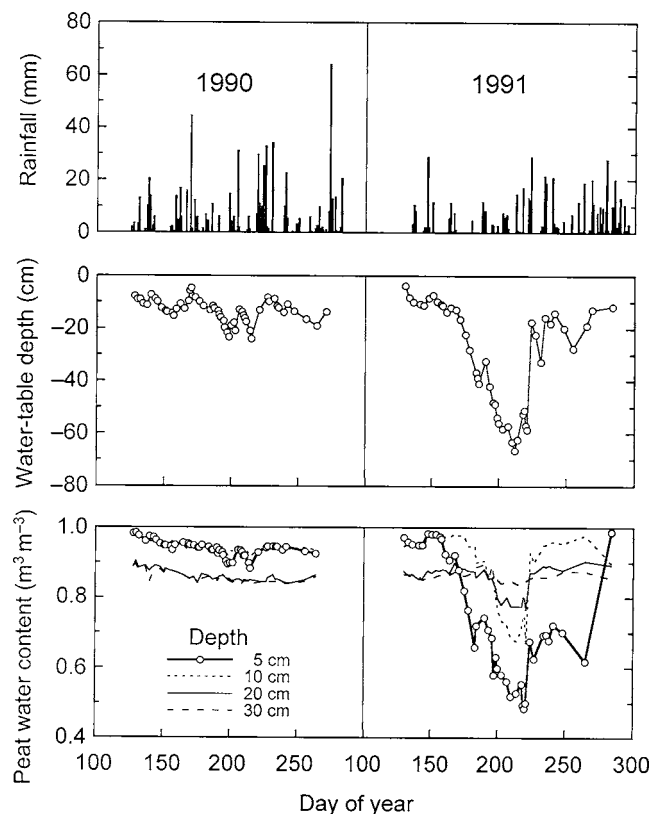 80
60
40
20
0
Rainfall (mm)
1990
1991
0
−20
−40
−60
−80
Water-table depth (cm)
1.0
0.8
0.6
0.4
Peat water content (m³ m⁻³)
Depth
5 cm
10 cm
20 cm
30 cm
100 150 200 250 300 100 150 200 250 300
Day of year